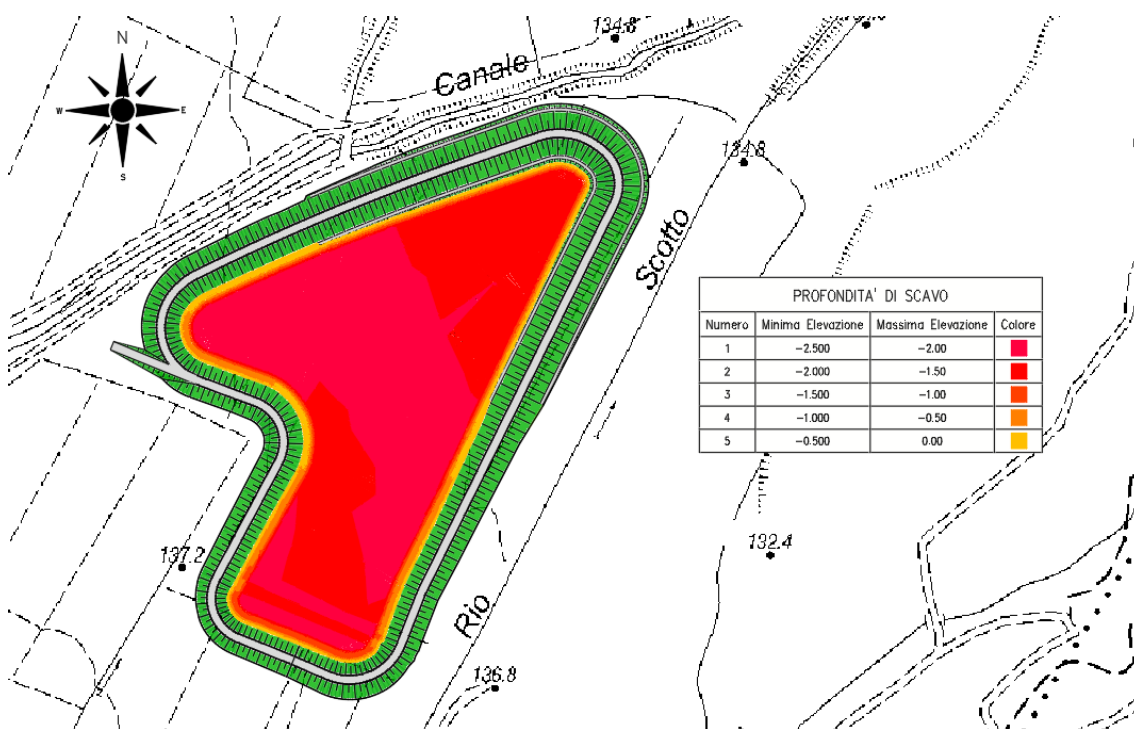 134.8
N
Canale
W
E
S
134.8
Scotto
PROFONDITA' DI SCAVO
Numero Minima Elevazione Massima Elevazione Colore
1 -2.500 -2.00
2 -2.000 -1.50
3 -1.500 -1.00
4 -1.000 -0.50
5 -0.500 0.00
132.4
137.2
Rio
136.8